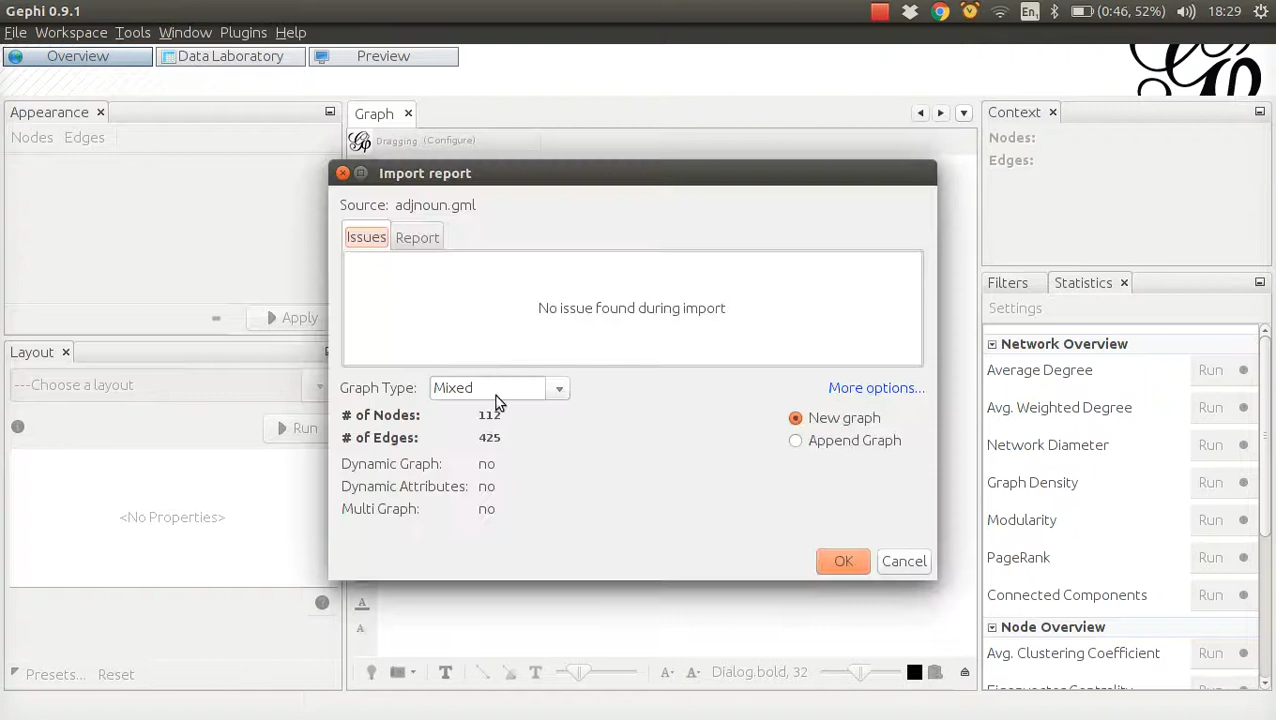 Gephi 0.9.1
En1
(0:46, 52%)
18:29
File Workspace Tools Window Plugins Help
Overview
Data Laboratory
Preview
Appearance
Nodes Edges
Apply
Layout
---Choose a layout
Run
<No Properties>
Presets... Reset
Graph
Dragging (Configure)
Import report
Source: adjnoun.gml
Issues
Report
No issue found during import
Graph Type: Mixed
More options...
# of Nodes: 112
# of Edges: 425
Dynamic Graph: no
Dynamic Attributes: no
Multi Graph: no
New graph
Append Graph
OK
Cancel
A
A
T
T
A
A
Dialog.bold, 32
Context
Nodes:
Edges:
Filters
Statistics
Settings
Network Overview
Average Degree Run
Avg. Weighted Degree Run
Network Diameter Run
Graph Density Run
Modularity Run
PageRank Run
Connected Components Run
Node Overview
Avg. Clustering Coefficient Run